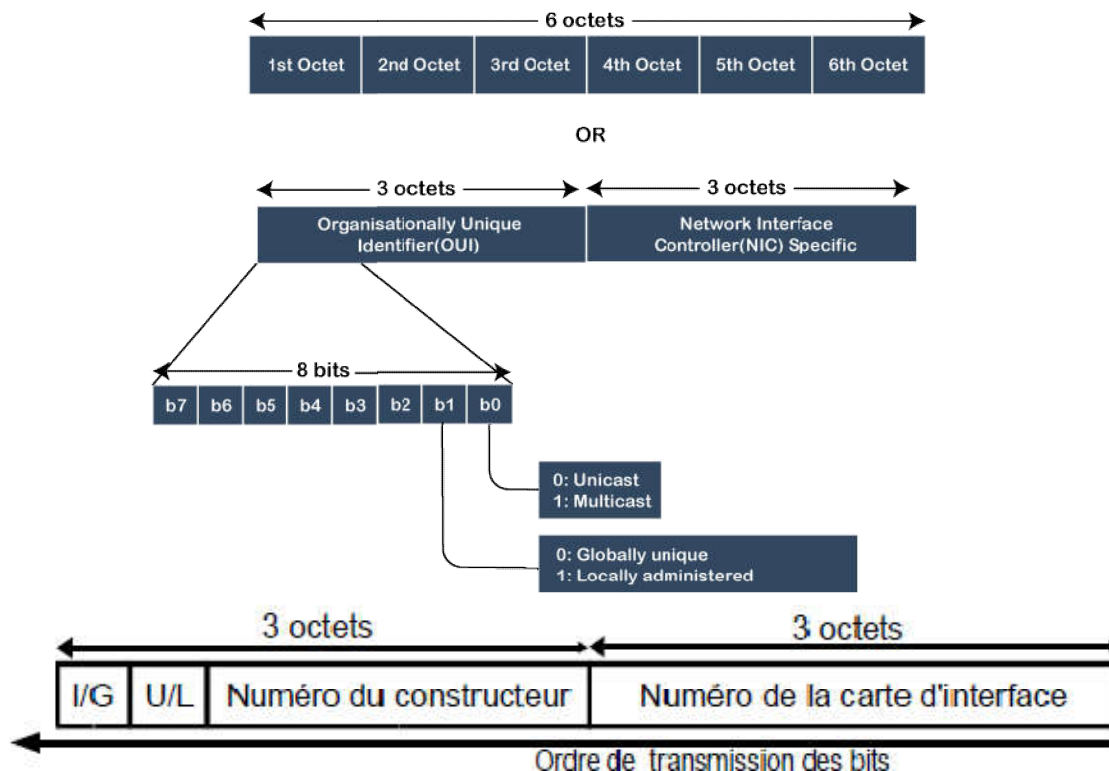 6 octets
1st Octet 2nd Octet 3rd Octet 4th Octet 5th Octet 6th Octet
OR
3 octets 3 octets
Organisationally Unique
Identifier(OUI)
Network Interface
Controller(NIC) Specific
8 bits
b7 b6 b5 b4 b3 b2 b1 b0
0: Unicast
1: Multicast
0: Globally unique
1: Locally administered
3 octets 3 octets
I/G U/L Numéro du constructeur Numéro de la carte d'interface
Ordre de transmission des bits